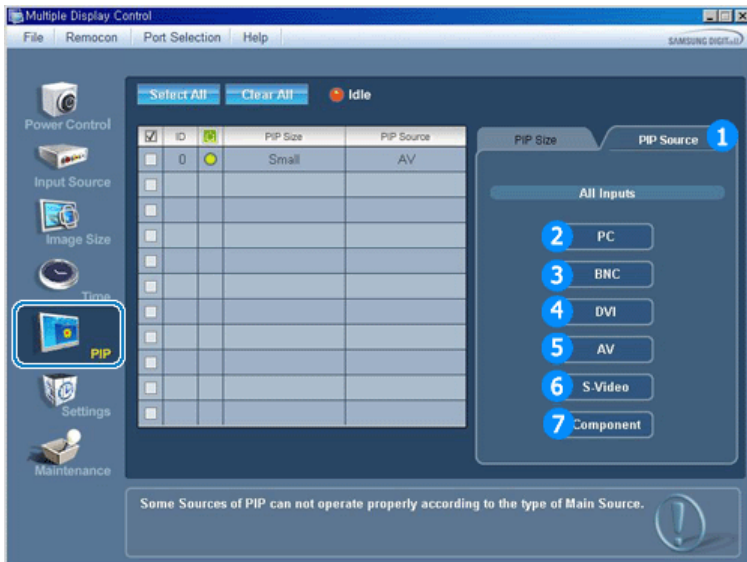 Multiple Display Control
File Remocon Port Selection Help
SAMSUNG DIGITall
Select All Clear All Idle
Power Control
Input Source
Image Size
Time
PIP
Settings
Maintenance
ID PIP Size PIP Source
0 Small AV
PIP Size PIP Source 1
All Inputs
2 PC
3 BNC
4 DVI
5 AV
6 S-Video
7 Component
Some Sources of PIP can not operate properly according to the type of Main Source.